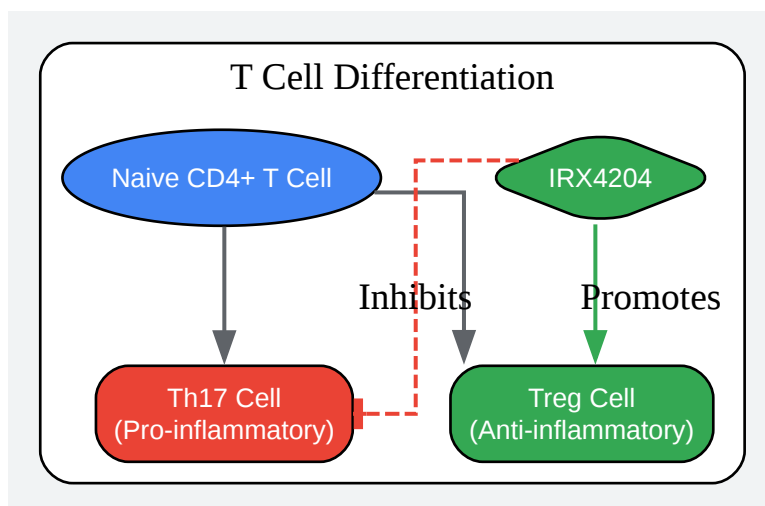 T Cell Differentiation
Naive CD4+ T Cell
IRX4204
Inhibits
Promotes
Th17 Cell
(Pro-inflammatory)
Treg Cell
(Anti-inflammatory)